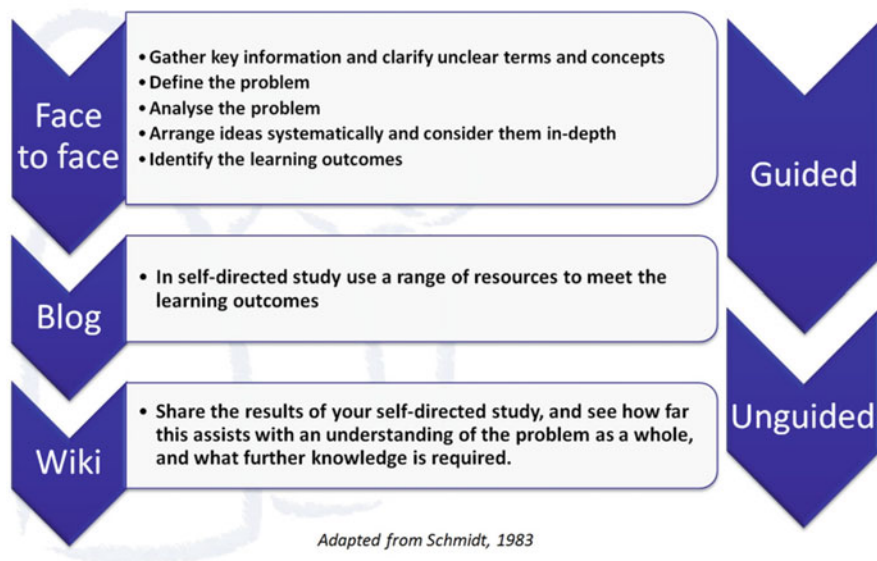 Face
to face
• Gather key information and clarify unclear terms and concepts
• Define the problem
• Analyse the problem
• Arrange ideas systematically and consider them in-depth
• Identify the learning outcomes
Guided
Blog
• In self-directed study use a range of resources to meet the
learning outcomes
Wiki
• Share the results of your self-directed study, and see how far
this assists with an understanding of the problem as a whole,
and what further knowledge is required.
Unguided
Adapted from Schmidt, 1983